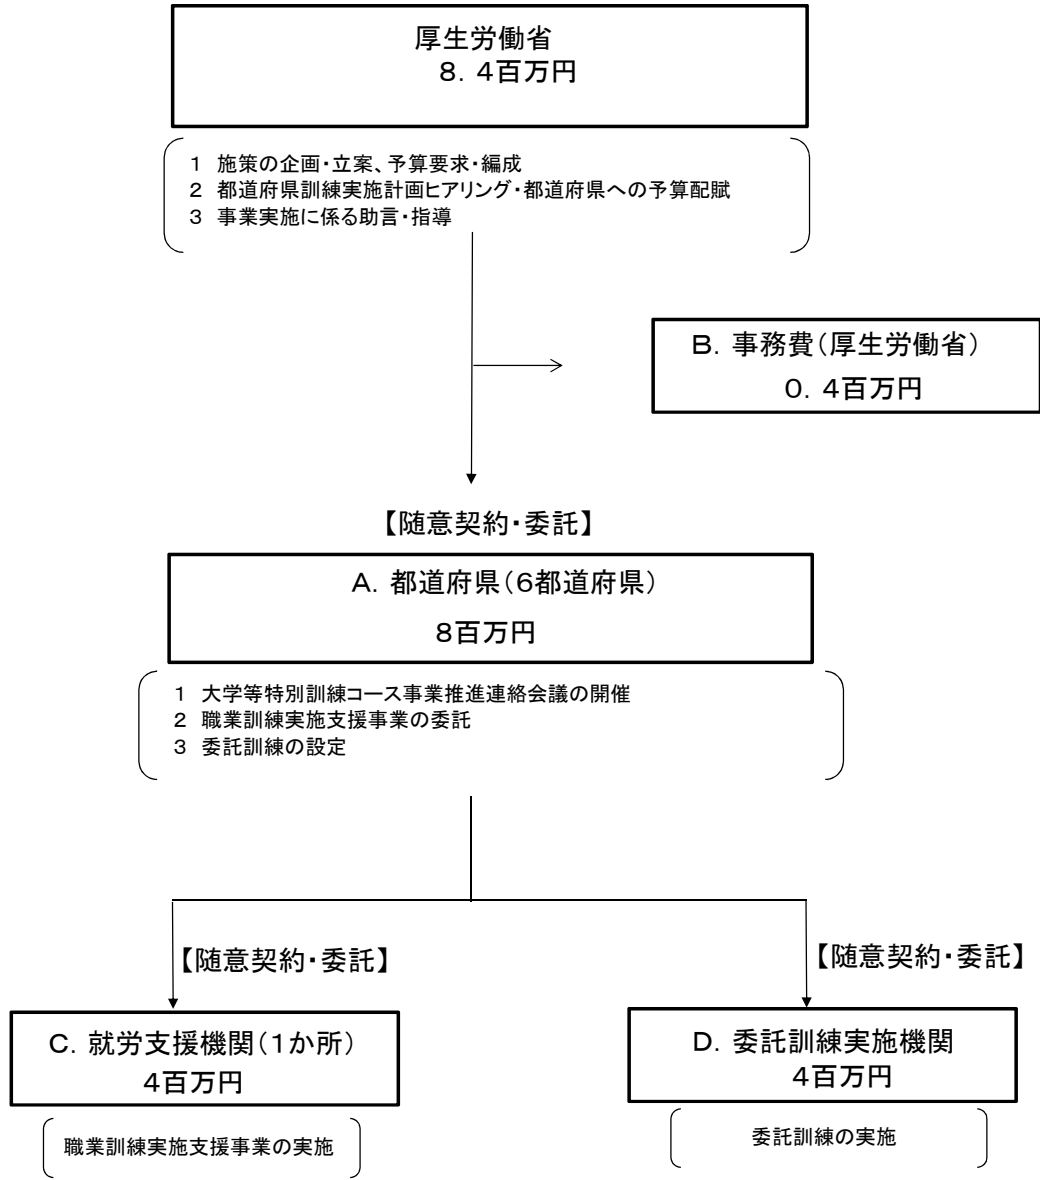 厚生労働省
８．４百万円
１ 施策の企画・立案、予算要求・編成
２ 都道府県訓練実施計画ヒアリング・都道府県への予算配賦
３ 事業実施に係る助言・指導
Ｂ．事務費（厚生労働省）
０．４百万円
【随意契約・委託】
Ａ．都道府県（６都道府県）
８百万円
１ 大学等特別訓練コース事業推進連絡会議の開催
２ 職業訓練実施支援事業の委託
３ 委託訓練の設定
【随意契約・委託】
【随意契約・委託】
Ｃ．就労支援機関（１か所）
４百万円
職業訓練実施支援事業の実施
Ｄ．委託訓練実施機関
４百万円
委託訓練の実施